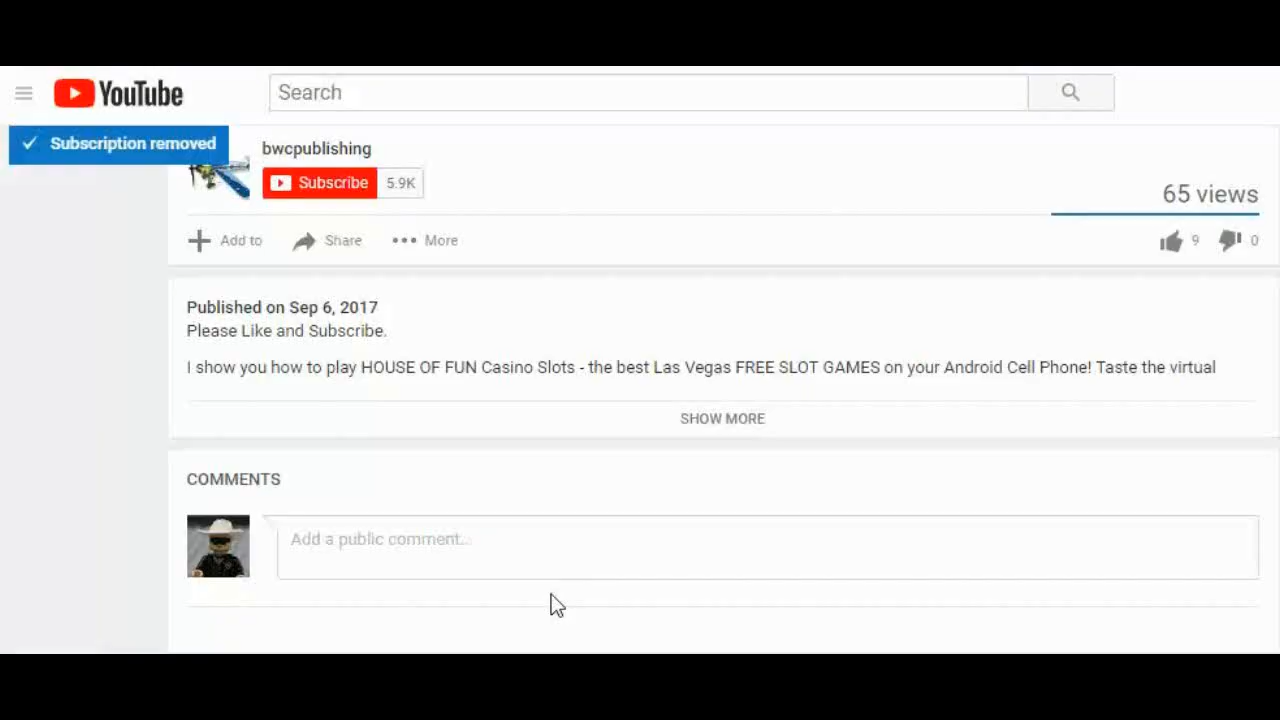 YouTube
Search
Subscription removed
bwcpublishing
Subscribe 5.9K
65 views
Add to Share More
9 0
Published on Sep 6, 2017
Please Like and Subscribe.
I show you how to play HOUSE OF FUN Casino Slots - the best Las Vegas FREE SLOT GAMES on your Android Cell Phone! Taste the virtual
SHOW MORE
COMMENTS
Add a public comment...